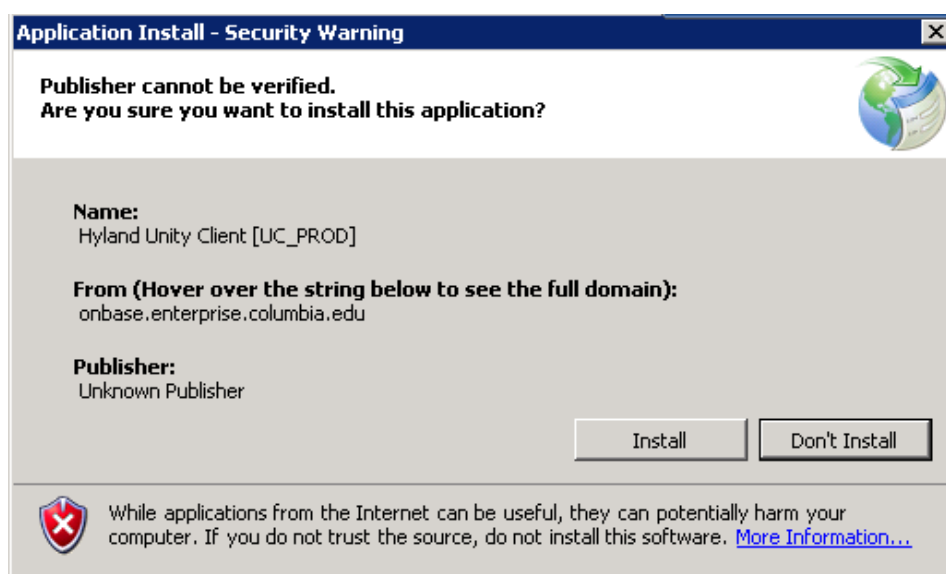 Application Install - Security Warning
Publisher cannot be verified.
Are you sure you want to install this application?
Name:
Hyland Unity Client [UC_PROD]
From (Hover over the string below to see the full domain):
onbase.enterprise.columbia.edu
Publisher:
Unknown Publisher
Install
Don't Install
While applications from the Internet can be useful, they can potentially harm your
computer. If you do not trust the source, do not install this software. More Information...